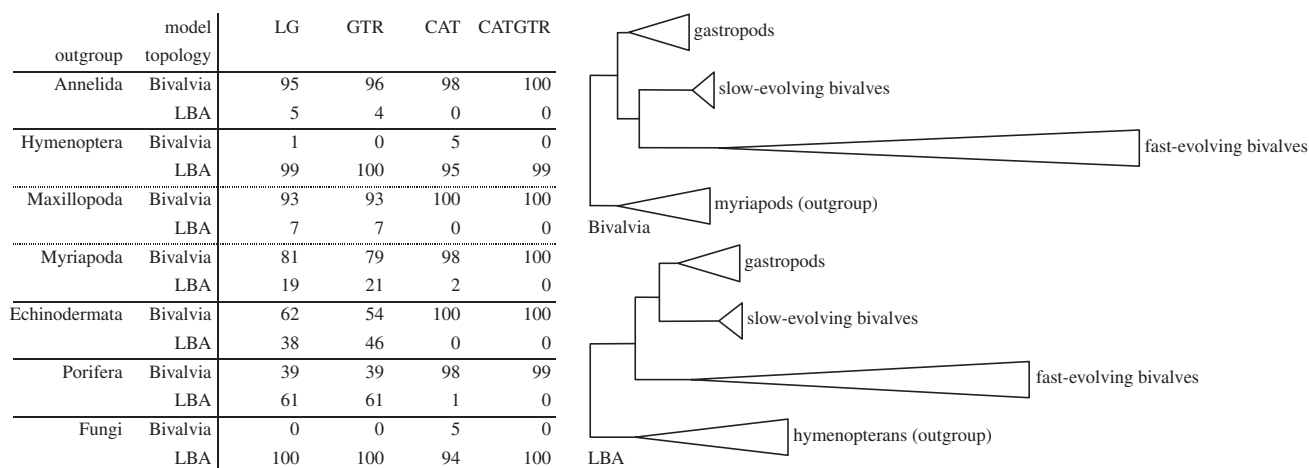 model LG GTR CAT CATGTR
outgroup topology
Annelida Bivalvia 95 96 98 100
LBA 5 4 0 0
Hymenoptera Bivalvia 1 0 5 0
LBA 99 100 95 99
Maxillopoda Bivalvia 93 93 100 100
LBA 7 7 0 0
Myriapoda Bivalvia 81 79 98 100
LBA 19 21 2 0
Echinodermata Bivalvia 62 54 100 100
LBA 38 46 0 0
Porifera Bivalvia 39 39 98 99
LBA 61 61 1 0
Fungi Bivalvia 0 0 5 0
LBA 100 100 94 100
gastropods
slow-evolving bivalves
fast-evolving bivalves
myriapods (outgroup)
Bivalvia
gastropods
slow-evolving bivalves
fast-evolving bivalves
hymenopterans (outgroup)
LBA